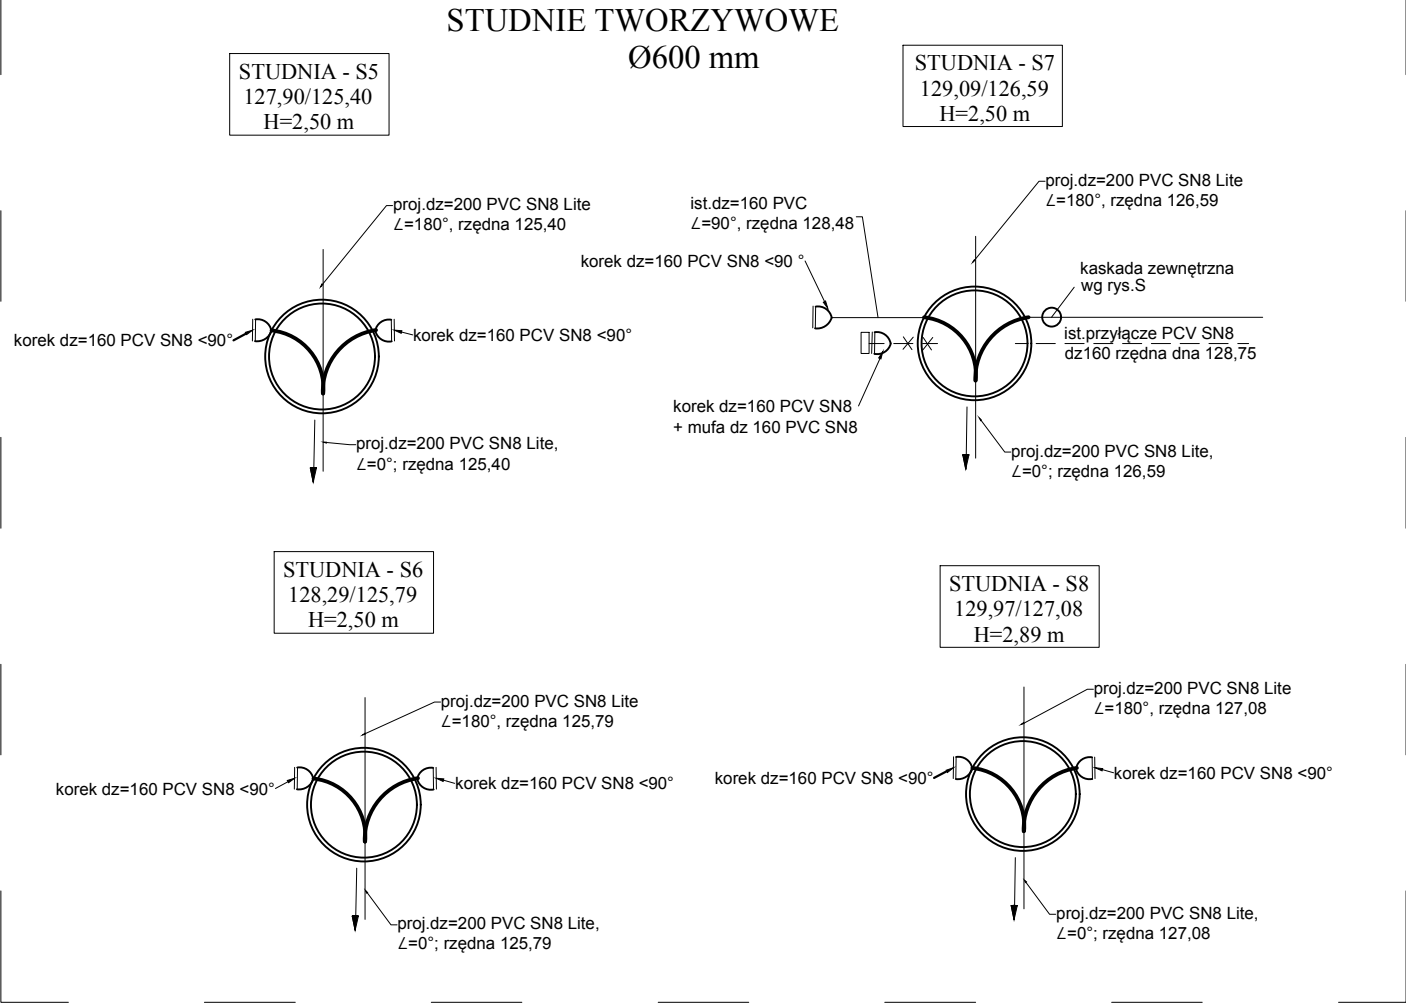 STUDNIE TWORZYWOWE
Ø600 mm
STUDNIA - S5
127,90/125,40
H=2,50 m
proj.dz=200 PVC SN8 Lite
∠=180°, rzędna 125,40
korek dz=160 PCV SN8 <90°
korek dz=160 PCV SN8 <90°
proj.dz=200 PVC SN8 Lite,
∠=0°; rzędna 125,40
STUDNIA - S7
129,09/126,59
H=2,50 m
proj.dz=200 PVC SN8 Lite
∠=180°, rzędna 126,59
ist.dz=160 PVC
∠=90°, rzędna 128,48
korek dz=160 PCV SN8 <90 °
kaskada zewnętrzna
wg rys.S
ist.przyłącze PCV SN8
dz160 rzędna dna 128,75
korek dz=160 PCV SN8
+ mufa dz 160 PVC SN8
proj.dz=200 PVC SN8 Lite,
∠=0°; rzędna 126,59
STUDNIA - S6
128,29/125,79
H=2,50 m
proj.dz=200 PVC SN8 Lite
∠=180°, rzędna 125,79
korek dz=160 PCV SN8 <90°
korek dz=160 PCV SN8 <90°
proj.dz=200 PVC SN8 Lite,
∠=0°; rzędna 125,79
STUDNIA - S8
129,97/127,08
H=2,89 m
proj.dz=200 PVC SN8 Lite
∠=180°, rzędna 127,08
korek dz=160 PCV SN8 <90°
korek dz=160 PCV SN8 <90°
proj.dz=200 PVC SN8 Lite,
∠=0°; rzędna 127,08